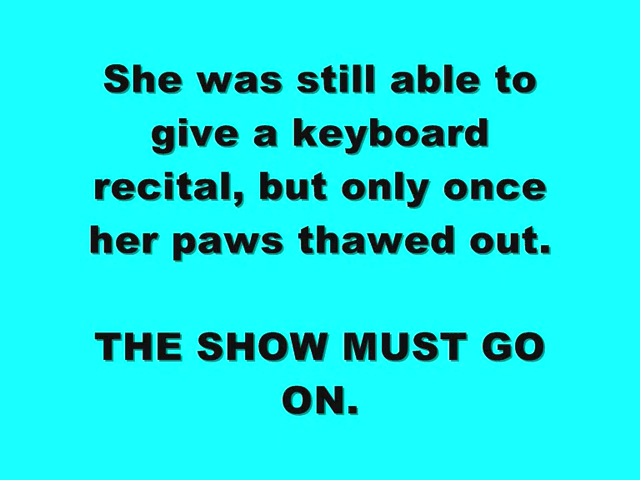 She was still able to
give a keyboard
recital, but only once
her paws thawed out.
THE SHOW MUST GO
ON.